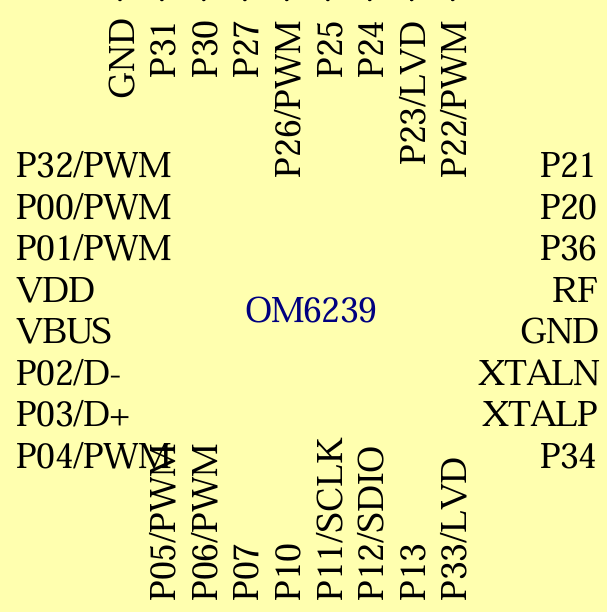 GND
P31
P30
P27
P26/PWM
P25
P24
P23/LVD
P22/PWM
P32/PWM
P00/PWM
P01/PWM
VDD
VBUS
P02/D-
P03/D+
P04/PWM
OM6239
P21
P20
P36
RF
GND
XTALN
XTALP
P34
P05/PWM
P06/PWM
P07
P10
P11/SCLK
P12/SDIO
P13
P33/LVD